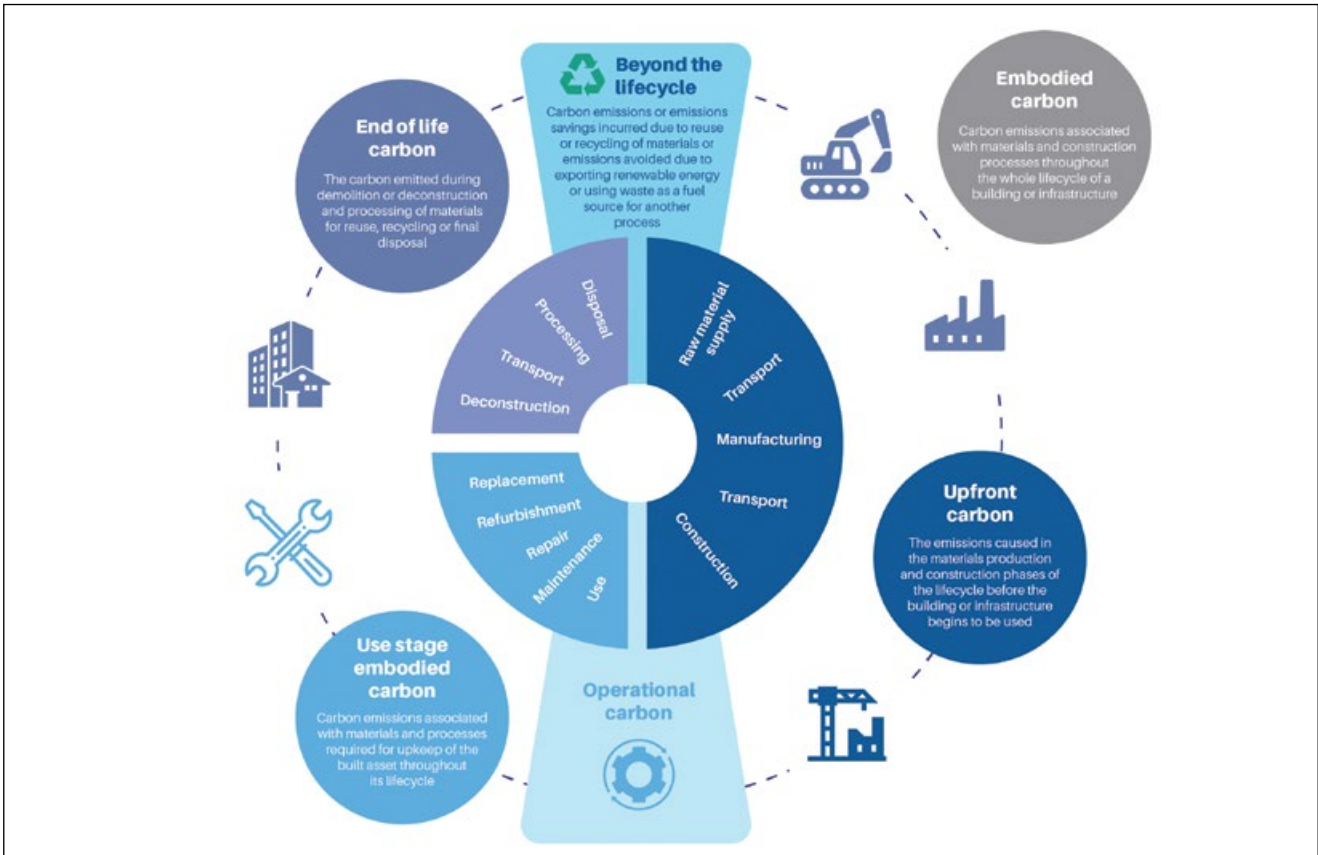 Beyond the
lifecycle
Carbon emissions or emissions
savings incurred due to reuse
or recycling of materials or
emissions avoided due to
exporting renewable energy
or using waste as a fuel
source for another
process
Embodied
carbon
Carbon emissions associated
with materials and construction
processes throughout
the whole lifecycle of a
building or infrastructure
End of life
carbon
The carbon emitted during
demolition or deconstruction
and processing of materials
for reuse, recycling or final
disposal
Disposal
Processing
Transport
Deconstruction
Raw material
supply
Transport
Manufacturing
Transport
Construction
Replacement
Refurbishment
Repair
Maintenance
Use
Upfront
carbon
The emissions caused in
the materials production
and construction phases of
the lifecycle before the
building or infrastructure
begins to be used
Use stage
embodied
carbon
Carbon emissions associated
with materials and processes
required for upkeep of the
built asset throughout
its lifecycle
Operational
carbon